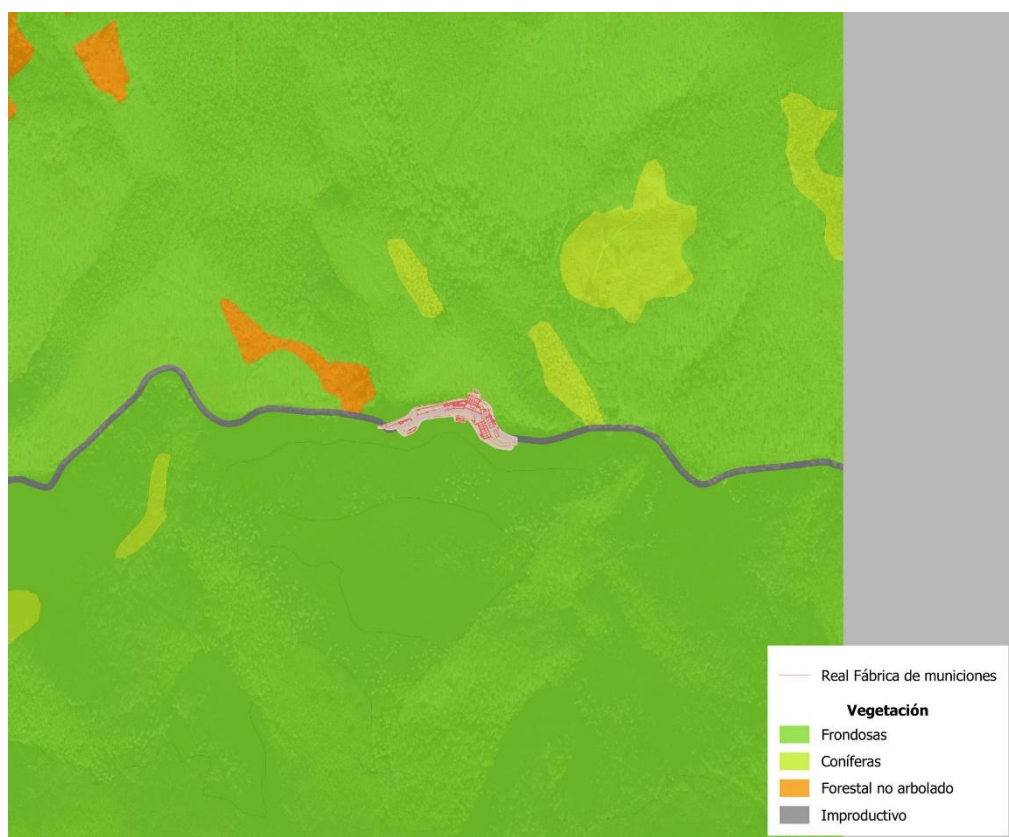 Real Fábrica de municiones
Vegetación
Frondosas
Coníferas
Forestal no arbolado
Improductivo